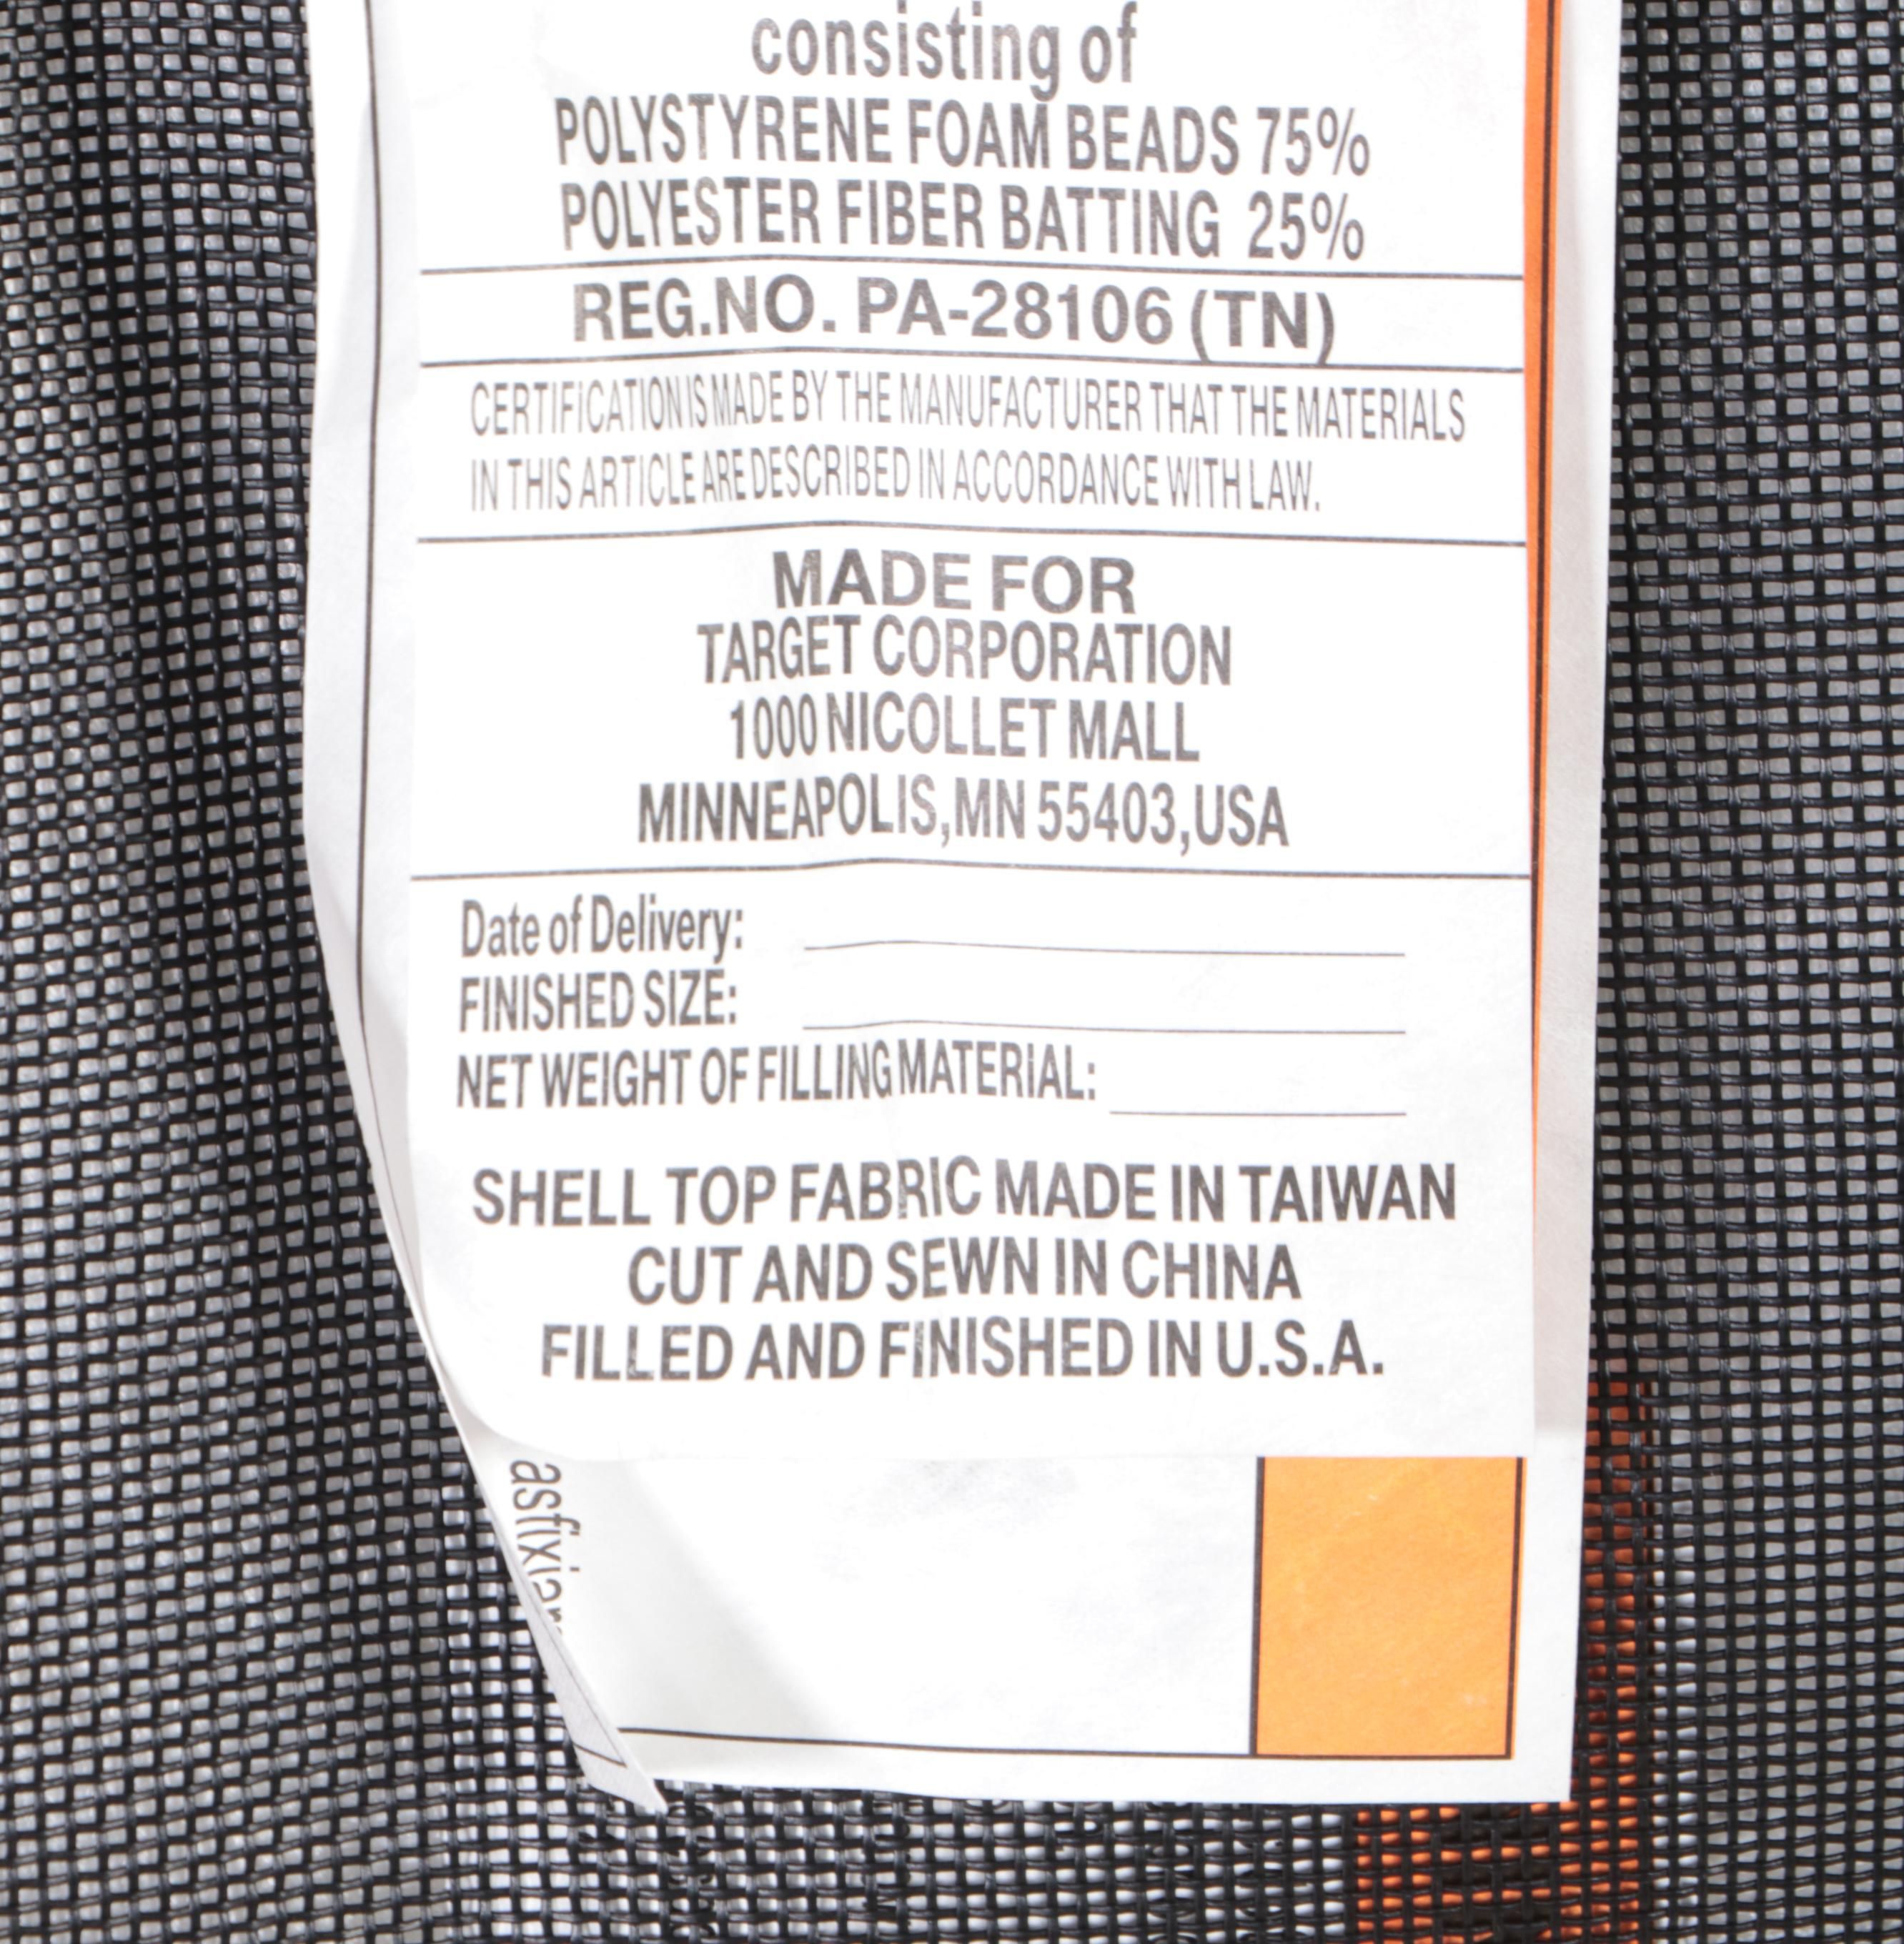 consisting of
POLYSTYRENE FOAM BEADS 75%
POLYESTER FIBER BATTING 25%
REG.NO. PA-28106 (TN)
CERTIFICATION IS MADE BY THE MANUFACTURER THAT THE MATERIALS
IN THIS ARTICLE ARE DESCRIBED IN ACCORDANCE WITH LAW.
MADE FOR
TARGET CORPORATION
1000 NICOLLET MALL
MINNEAPOLIS,MN 55403,USA
Date of Delivery:
FINISHED SIZE:
NET WEIGHT OF FILLING MATERIAL:
SHELL TOP FABRIC MADE IN TAIWAN
CUT AND SEWN IN CHINA
FILLED AND FINISHED IN U.S.A.